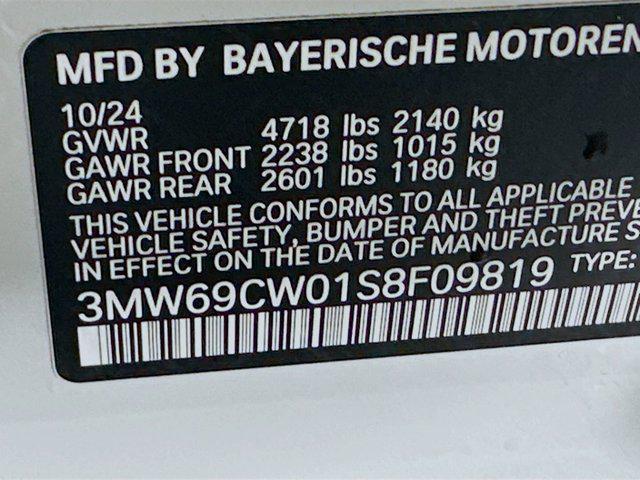 MFD BY BAYERISCHE MOTOREN
10/24
GVWR 4718 lbs 2140 kg
GAWR FRONT 2238 lbs 1015 kg
GAWR REAR 2601 lbs 1180 kg
THIS VEHICLE CONFORMS TO ALL APPLICABLE
VEHICLE SAFETY, BUMPER AND THEFT PREVE
IN EFFECT ON THE DATE OF MANUFACTURE S
3MW69CW01S8F09819 TYPE: